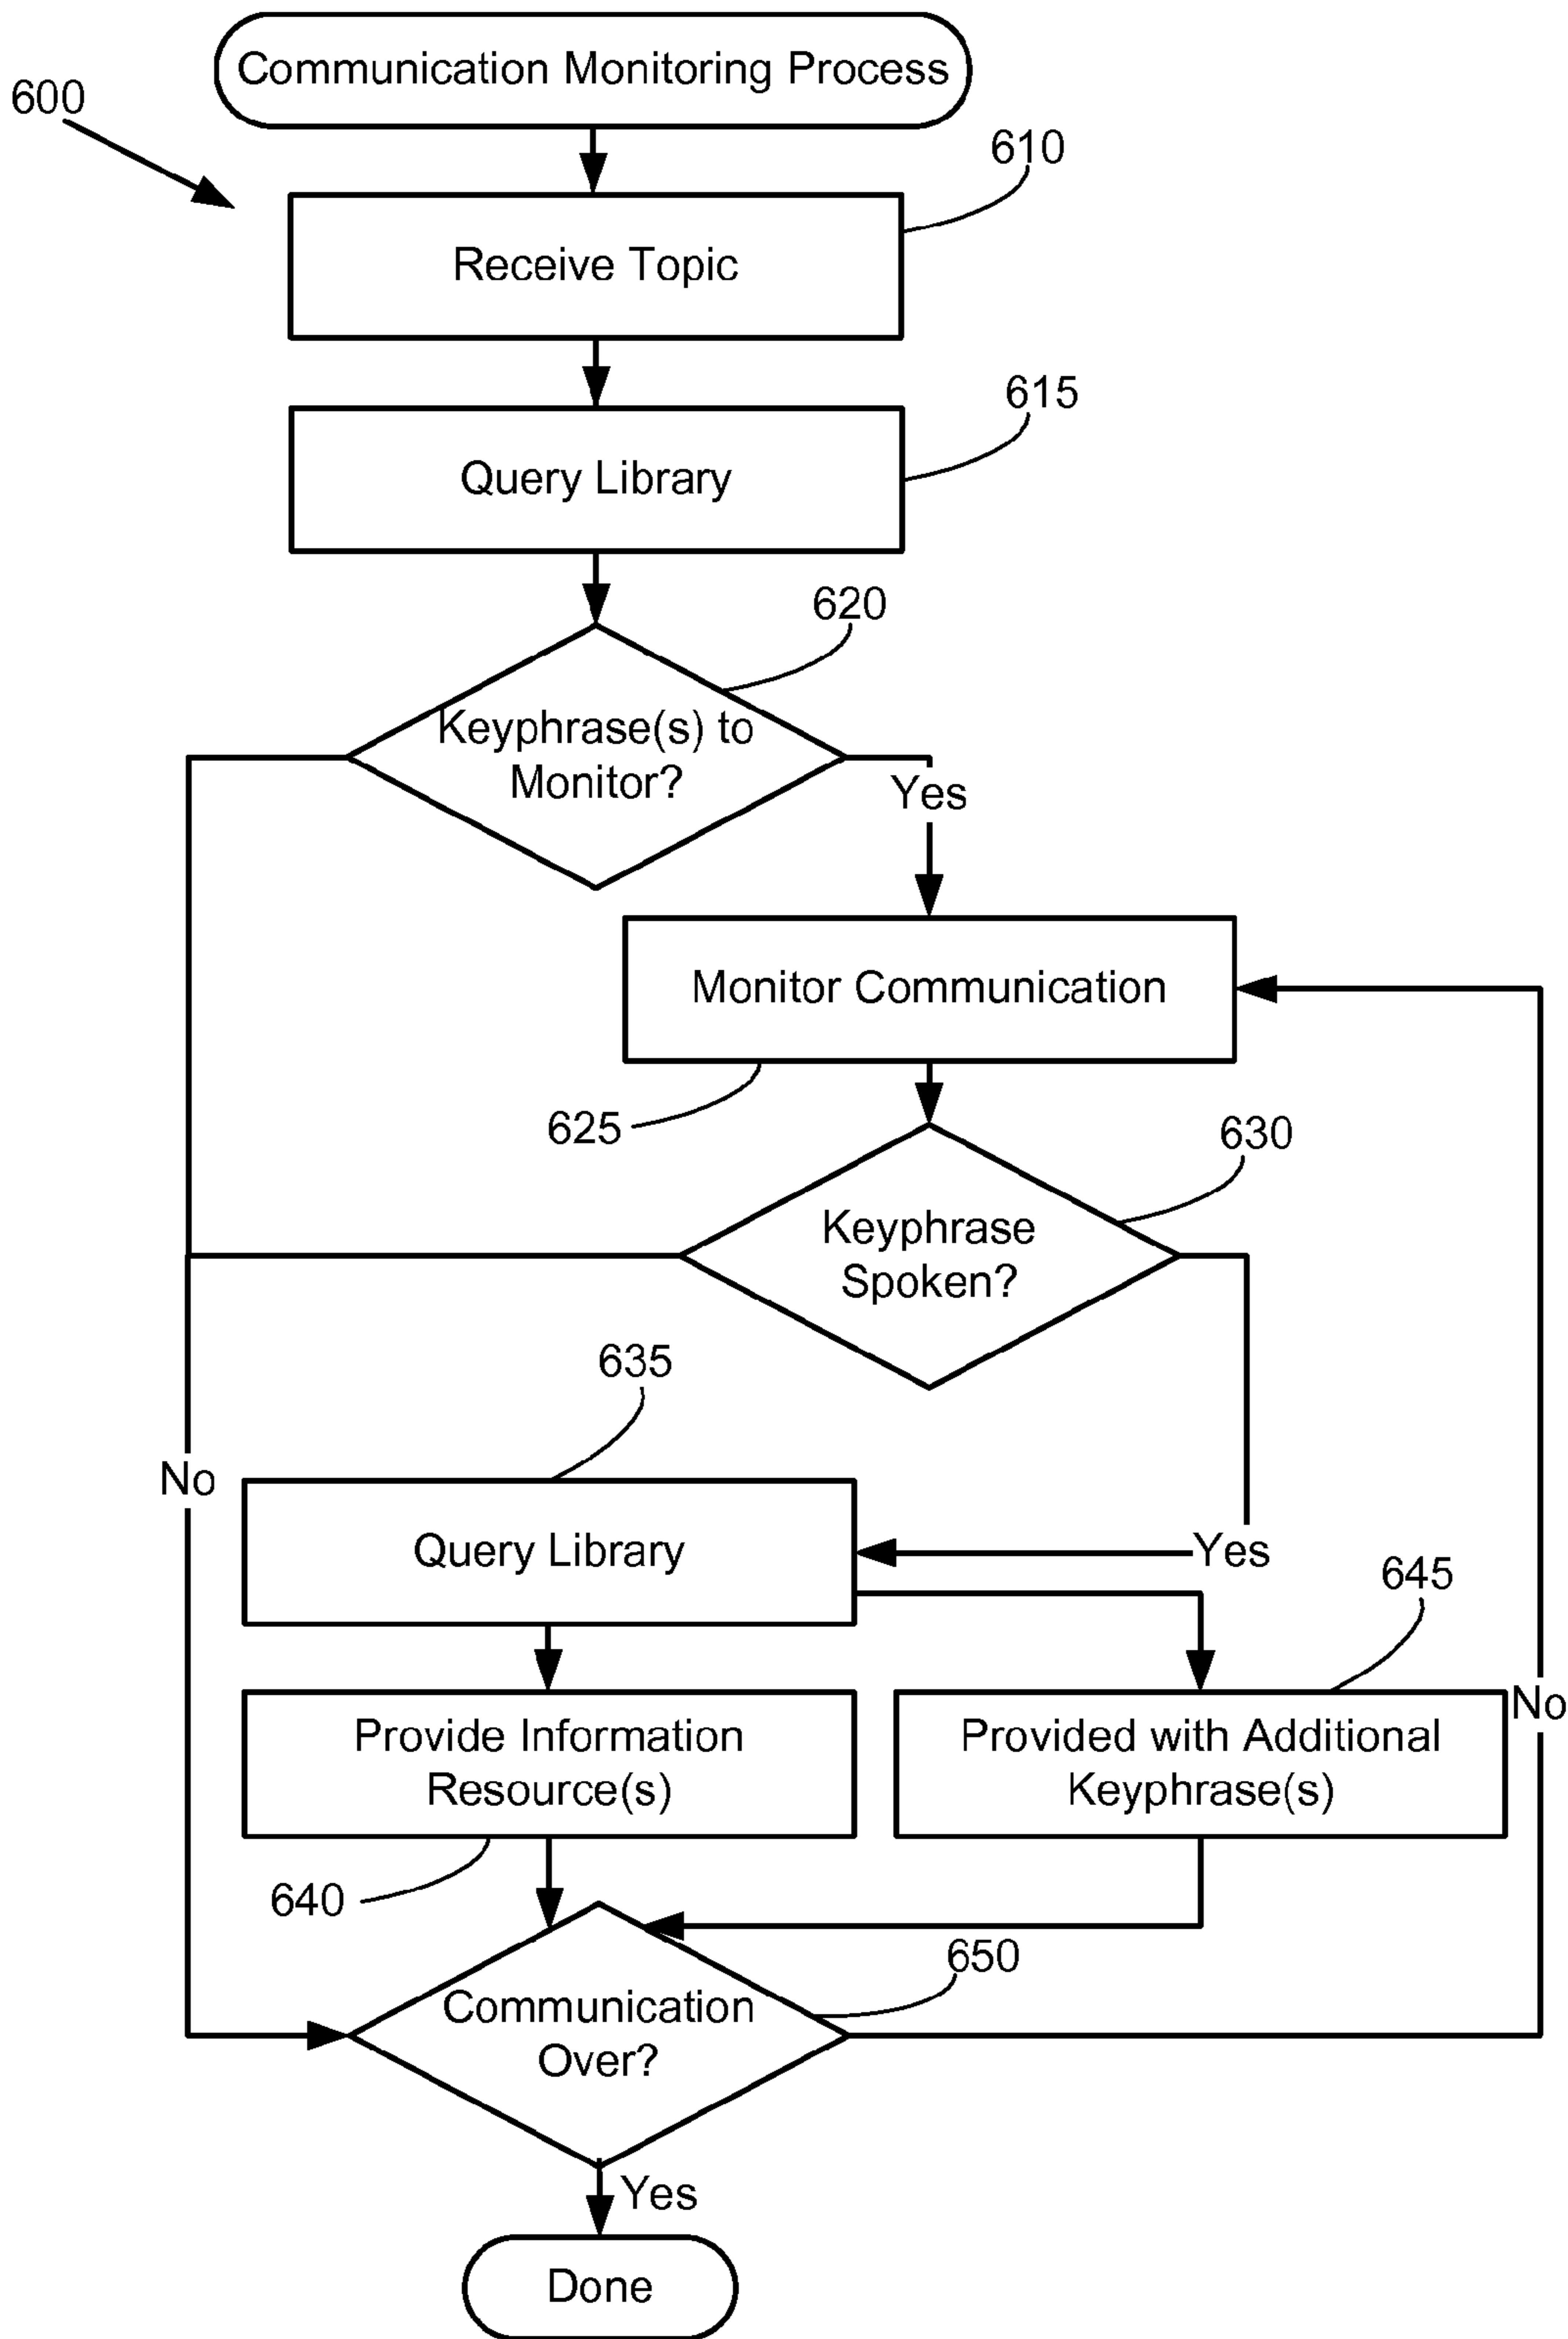 Communication Monitoring Process
600
610
Receive Topic
615
Query Library
620
Keyphrase(s) to
Monitor?
Yes
Monitor Communication
625
630
Keyphrase
Spoken?
635
No
Query Library
Yes
645
Provide Information
Resource(s)
Provided with Additional
Keyphrase(s)
No
640
650
Communication
Over?
Yes
Done